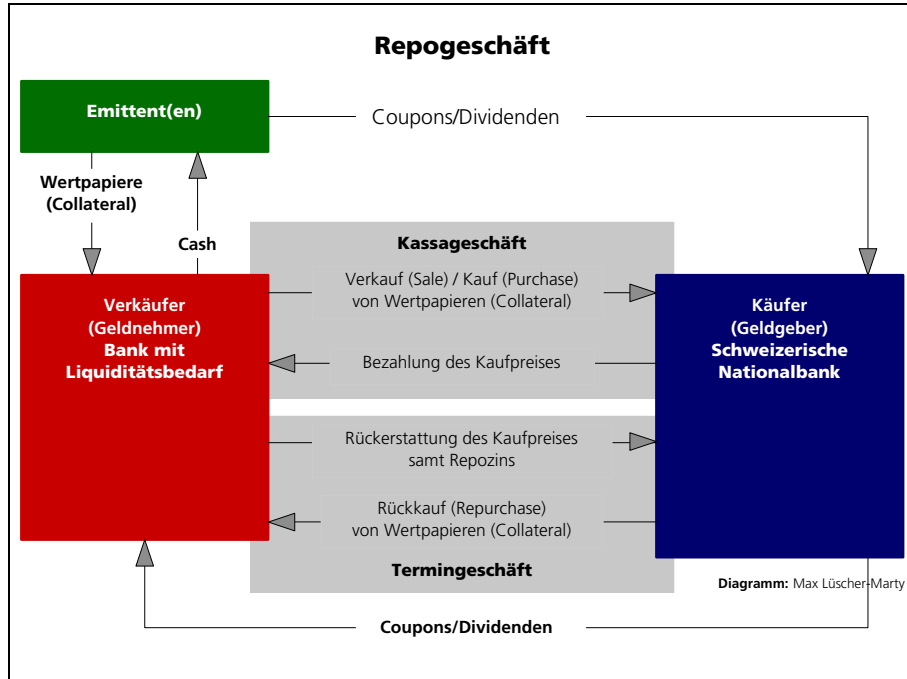 Repogeschäft
Emittent(en)
Coupons/Dividenden
Wertpapiere
(Collateral)
Cash
Kassageschäft
Verkauf (Sale) / Kauf (Purchase)
von Wertpapieren (Collateral)
Verkäufer
(Geldnehmer)
Bank mit
Liquiditätsbedarf
Käufer
(Geldgeber)
Schweizerische
Nationalbank
Bezahlung des Kaufpreises
Rückerstattung des Kaufpreises
samt Repozins
Rückkauf (Repurchase)
von Wertpapieren (Collateral)
Termingeschäft
Diagramm: Max Lüscher-Marty
Coupons/Dividenden